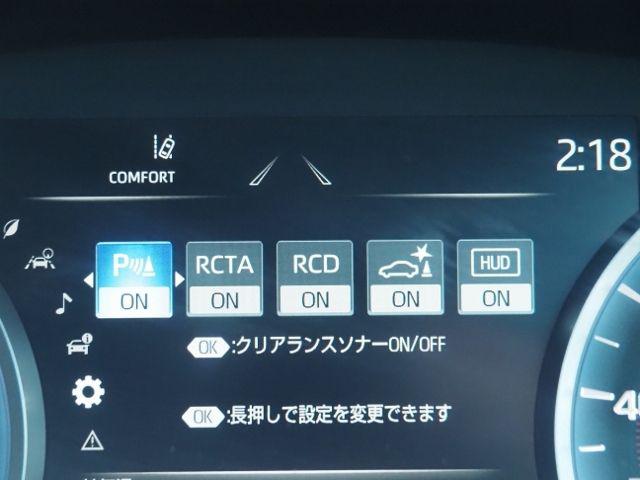 2:18
COMFORT
P RCTA RCD HUD
ON ON ON ON ON
OK:クリアランスソナーON/OFF
OK:長押しで設定を変更できます